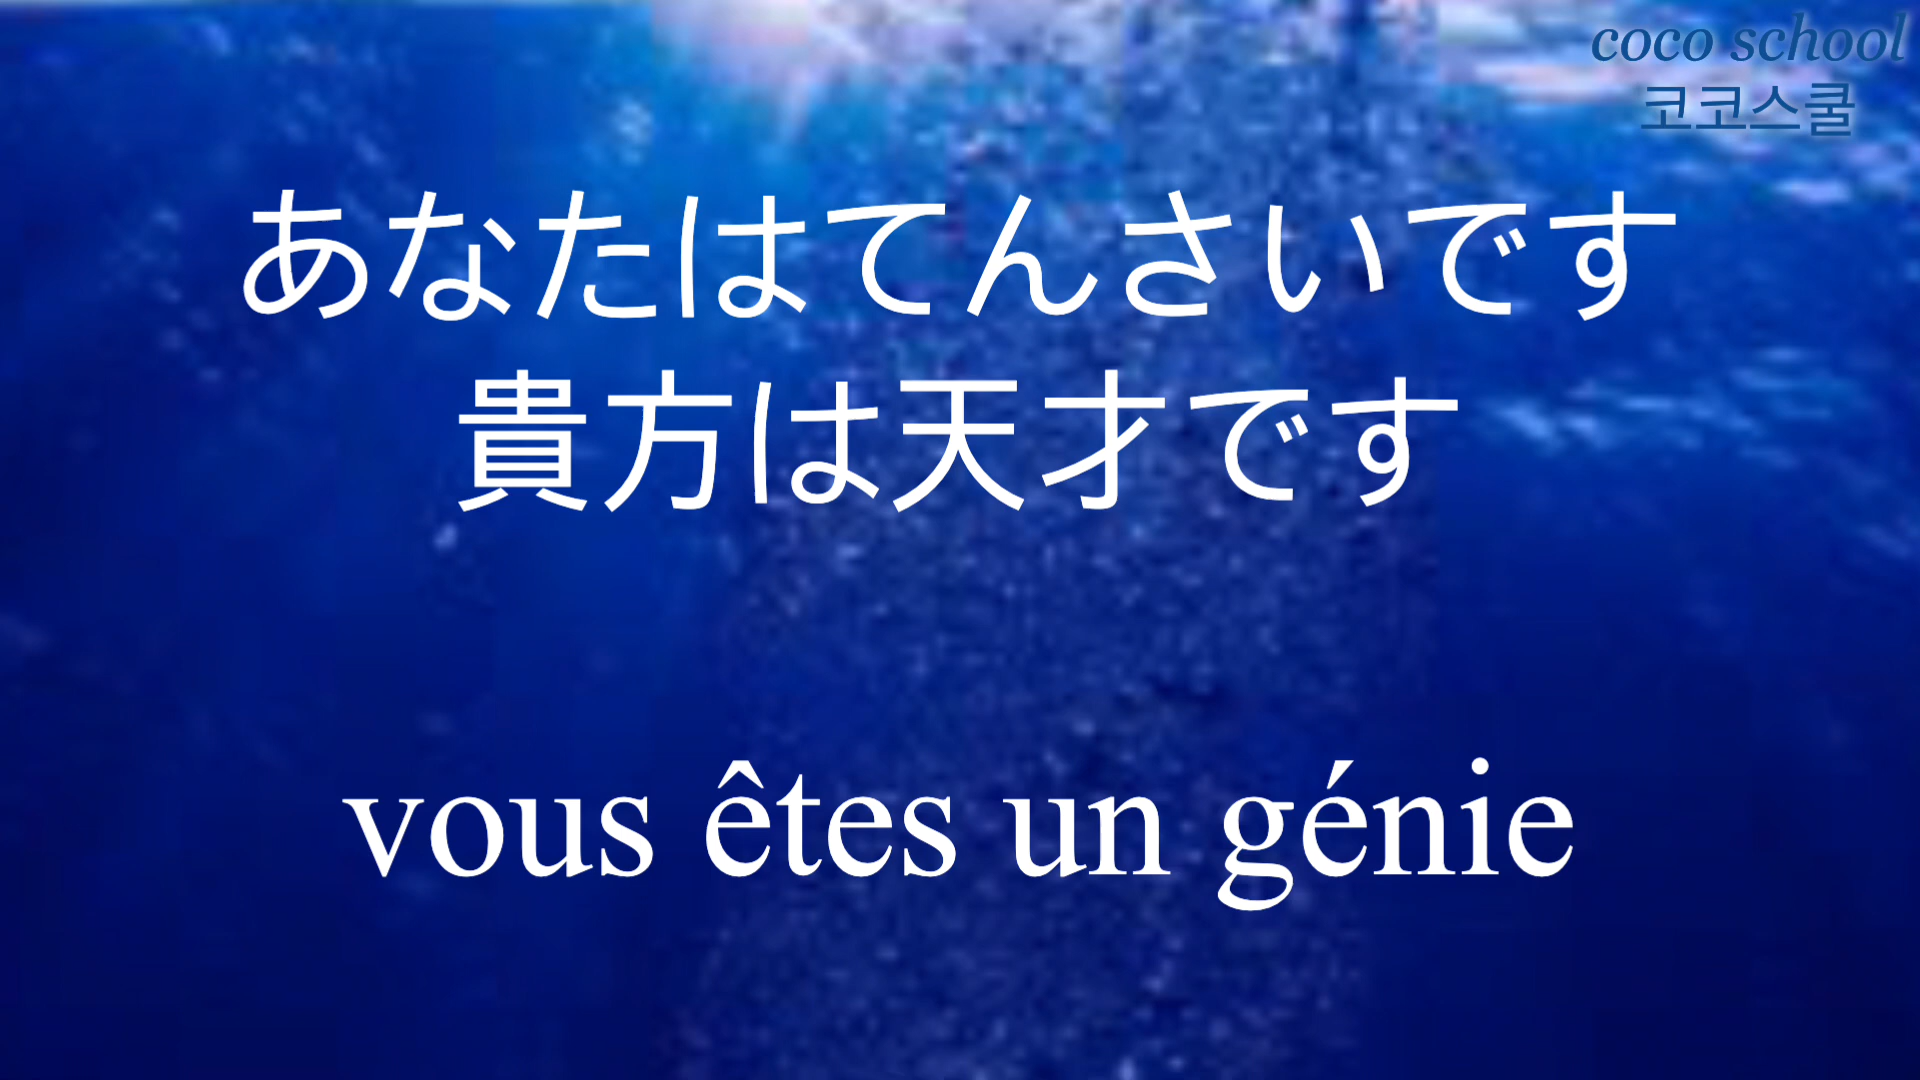 coco school
코코스쿨
あなたはてんさいです
貴方は天才です
vous êtes un génie